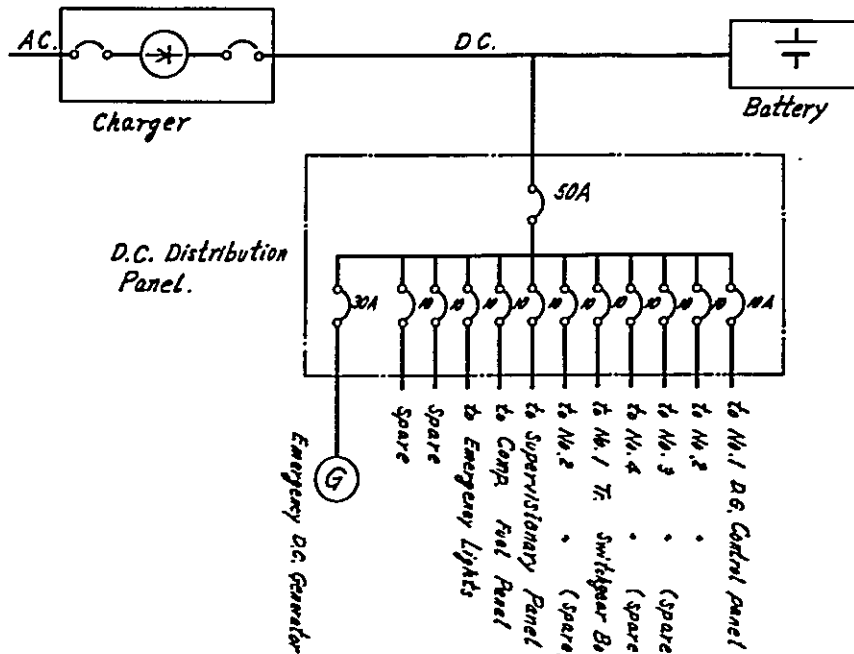 A.C.
D.C.
Charger
Battery
50A
D.C. Distribution
Panel.
30A
10
10
10
10
10
10
10
10
10
10
10A
Emergency D.C. Generator
Spare
Spare
to Emergency Lights
to Comp. Fuel Panel
to Supervisionary Panel
to No.2 " (Spare
to No.1 Tr. Switchgear Bo
to No.4 " (Spare
to No.3 " (Spare
to No.2 "
to No.1 D.G. Control panel
G